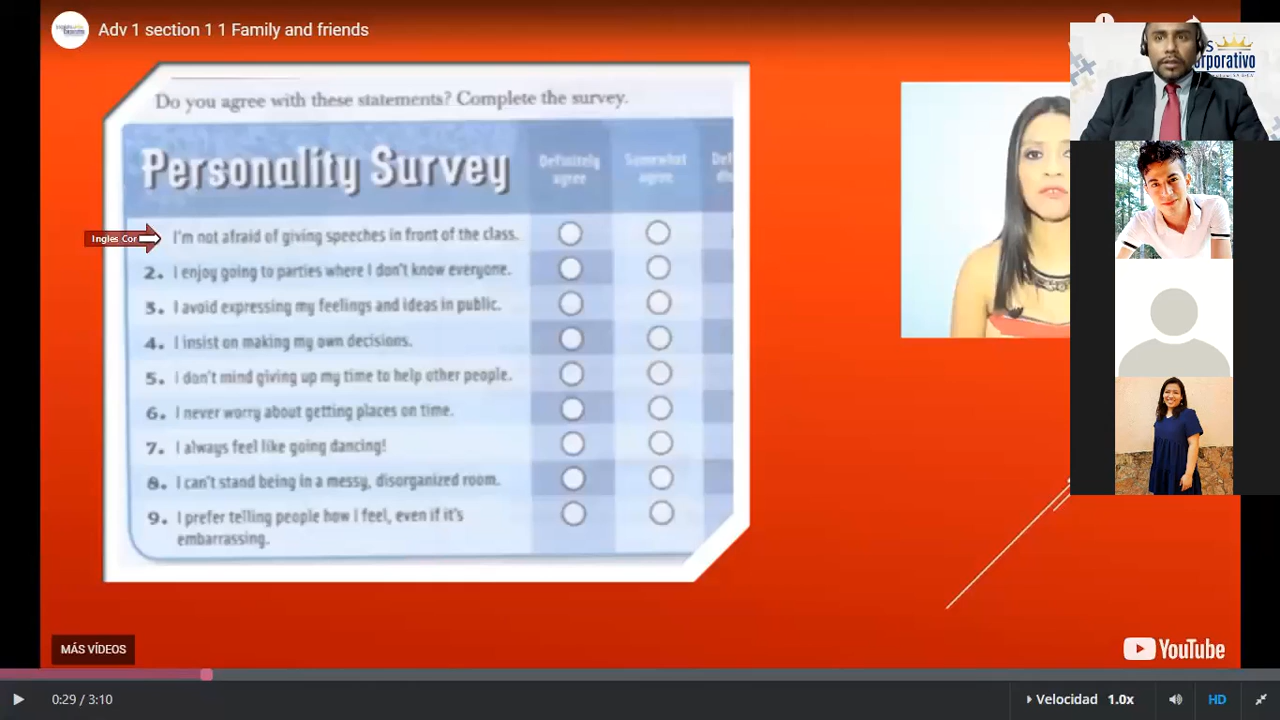 Adv 1 section 1 1 Family and friends
Do you agree with these statements? Complete the survey.
Personality Survey
Definitely agree
Somewhat agree
Ingles Cor
I'm not afraid of giving speeches in front of the class.
2. I enjoy going to parties where I don't know everyone.
3. I avoid expressing my feelings and ideas in public.
4. I insist on making my own decisions.
5. I don't mind giving up my time to help other people.
6. I never worry about getting places on time.
7. I always feel like going dancing!
8. I can't stand being in a messy, disorganized room.
9. I prefer telling people how I feel, even if it's
embarrassing.
MÁS VÍDEOS
YouTube
0:29 / 3:10
Velocidad 1.0x
HD